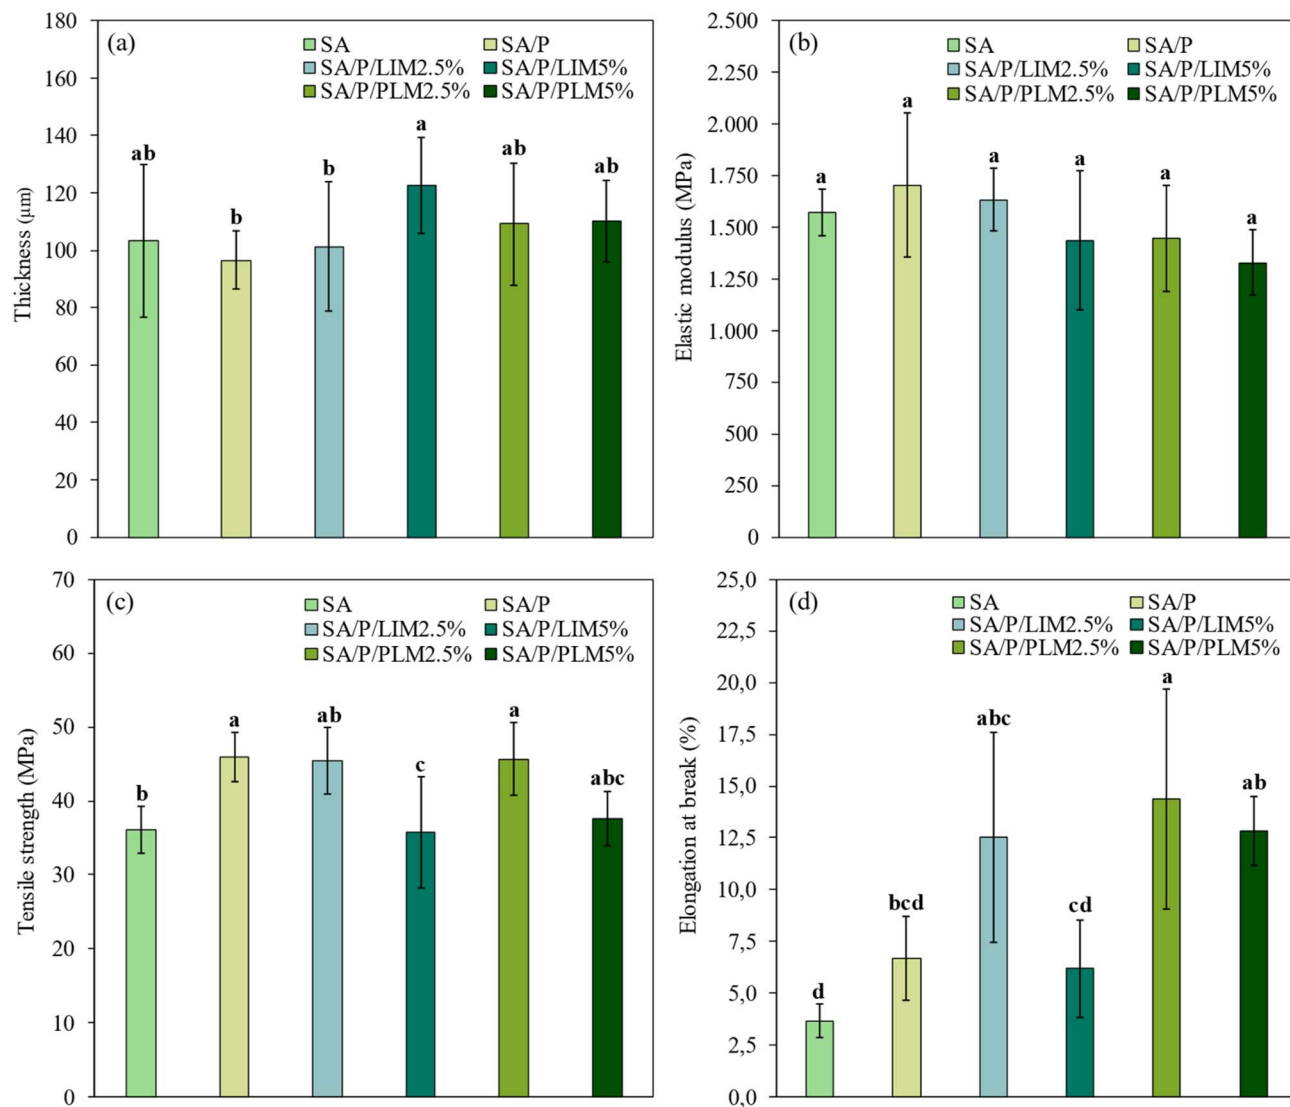 (a)
SA SA/P
SA/P/LIM2.5% SA/P/LIM5%
SA/P/PLM2.5% SA/P/PLM5%
Thickness (µm)
180
160
140
120
100
80
60
40
20
0
ab b b a ab ab
(b)
SA SA/P
SA/P/LIM2.5% SA/P/LIM5%
SA/P/PLM2.5% SA/P/PLM5%
Elastic modulus (MPa)
2.500
2.250
2.000
1.750
1.500
1.250
1.000
750
500
250
0
a a a a a a
(c)
SA SA/P
SA/P/LIM2.5% SA/P/LIM5%
SA/P/PLM2.5% SA/P/PLM5%
Tensile strength (MPa)
70
60
50
40
30
20
10
0
b a ab c a abc
(d)
SA SA/P
SA/P/LIM2.5% SA/P/LIM5%
SA/P/PLM2.5% SA/P/PLM5%
Elongation at break (%)
25,0
22,5
20,0
17,5
15,0
12,5
10,0
7,5
5,0
2,5
0,0
d bcd abc cd a ab